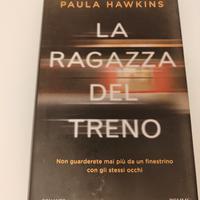 PAULA HAWKINS
LA
RAGAZZA
DEL
TRENO
Non guarderete mai più da un finestrino
con gli stessi occhi